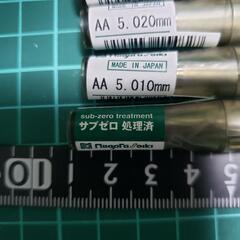 AA 5.020mm
MADE IN JAPAN
AA 5.010mm
sub-zero treatment
サブゼロ 処理済
10 1 2 3 4 5